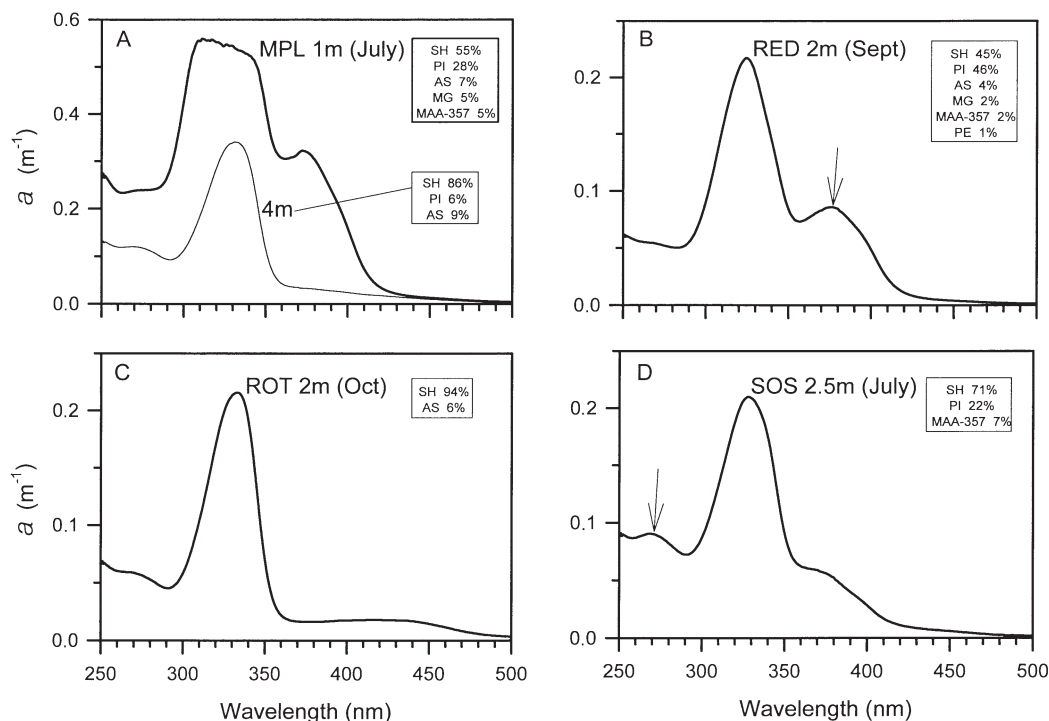 A
MPL 1m (July)
SH 55%
PI 28%
AS 7%
MG 5%
MAA-357 5%
4m
SH 86%
PI 6%
AS 9%
0.6
0.4
0.2
0.0
a (m-1)
B
RED 2m (Sept)
SH 45%
PI 46%
AS 4%
MG 2%
MAA-357 2%
PE 1%
0.2
0.1
0.0
300 350 400 450 500
C
ROT 2m (Oct)
SH 94%
AS 6%
0.2
0.1
0.0
a (m-1)
250 300 350 400 450 500
Wavelength (nm)
D
SOS 2.5m (July)
SH 71%
PI 22%
MAA-357 7%
0.2
0.1
0.0
250 300 350 400 450 500
Wavelength (nm)